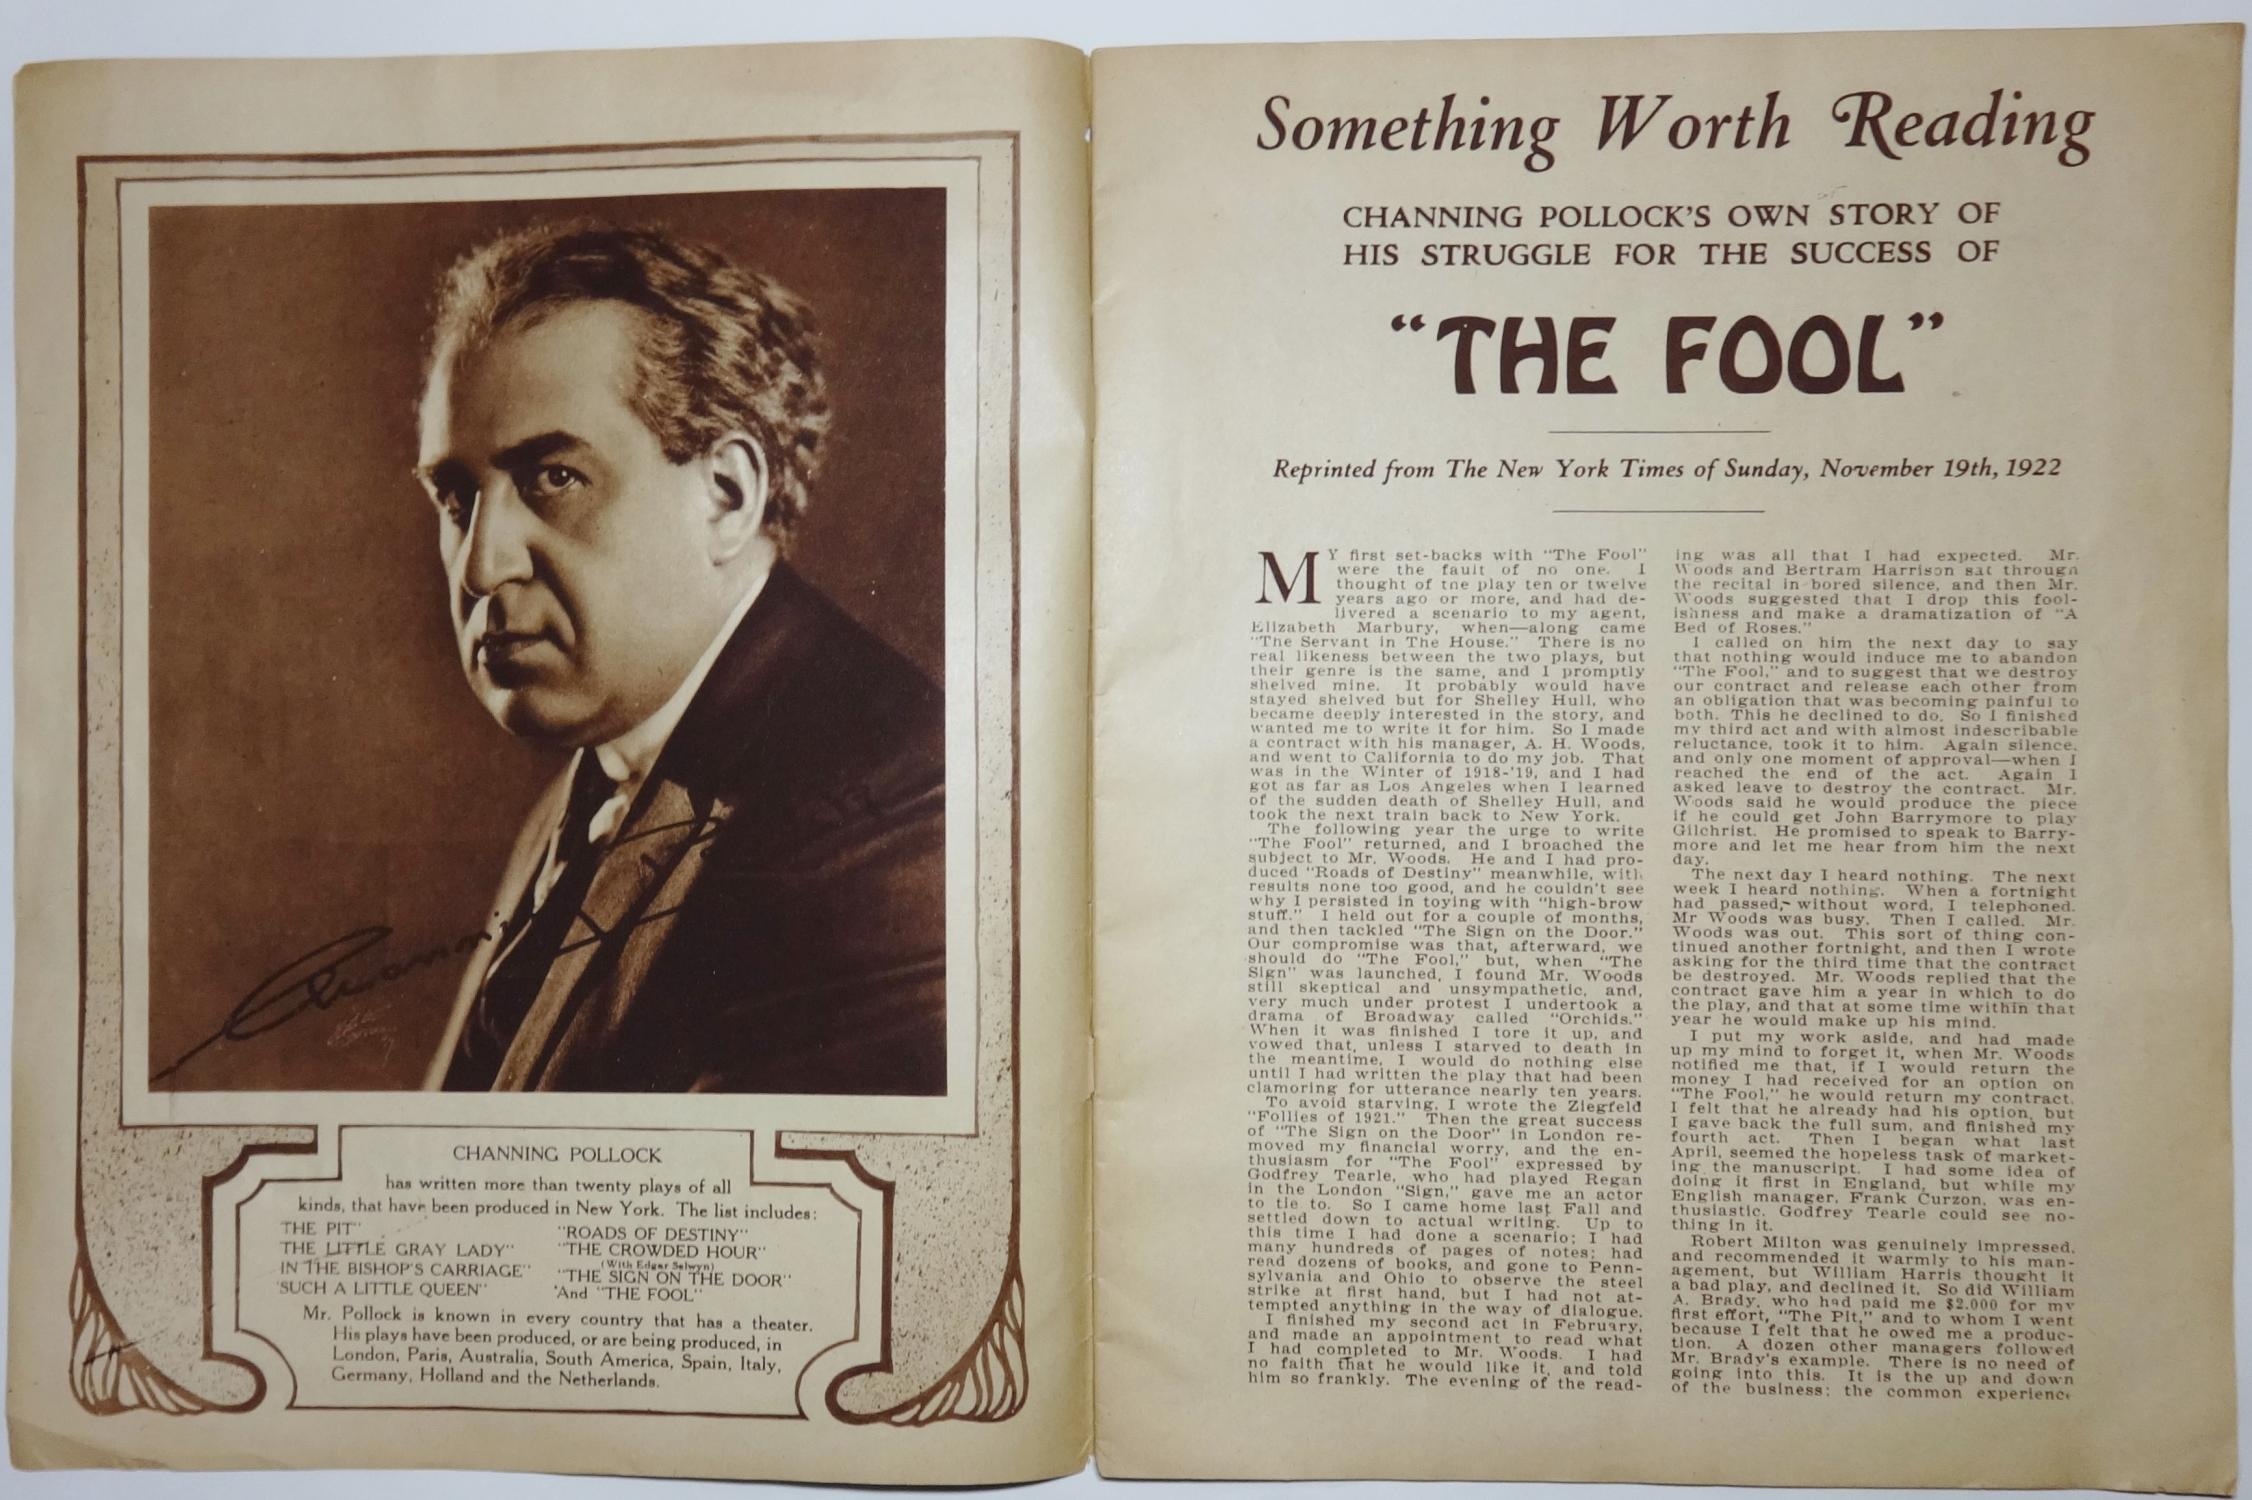 Channing
CHANNING POLLOCK
has written more than twenty plays of all
kinds, that have been produced in New York. The list includes:
THE PIT"
THE LITTLE GRAY LADY"
IN THE BISHOP'S CARRIAGE"
'SUCH A LITTLE QUEEN"
"ROADS OF DESTINY"
"THE CROWDED HOUR"
(With Edgar Selwyn)
"THE SIGN ON THE DOOR"
'And "THE FOOL"
Mr. Pollock is known in every country that has a theater.
His plays have been produced, or are being produced, in
London, Paris, Australia, South America, Spain, Italy,
Germany, Holland and the Netherlands.
Something Worth Reading
CHANNING POLLOCK'S OWN STORY OF
HIS STRUGGLE FOR THE SUCCESS OF
"THE FOOL"
Reprinted from The New York Times of Sunday, November 19th, 1922
MY first set-backs with "The Fool"
were the fault of no one. I
thought of the play ten or twelve
years ago or more, and had de-
livered a scenario to my agent,
Elizabeth Marbury, when—along came
"The Servant in The House." There is no
real likeness between the two plays, but
their genre is the same, and I promptly
shelved mine. It probably would have
stayed shelved but for Shelley Hull, who
became deeply interested in the story, and
wanted me to write it for him. So I made
a contract with his manager, A. H. Woods,
and went to California to do my job. That
was in the Winter of 1918-'19, and I had
got as far as Los Angeles when I learned
of the sudden death of Shelley Hull, and
took the next train back to New York.
The following year the urge to write
"The Fool" returned, and I broached the
subject to Mr. Woods. He and I had pro-
duced "Roads of Destiny" meanwhile, with
results none too good, and he couldn't see
why I persisted in toying with "high-brow
stuff." I held out for a couple of months,
and then tackled "The Sign on the Door."
Our compromise was that, afterward, we
should do "The Fool," but, when "The
Sign" was launched, I found Mr. Woods
still skeptical and unsympathetic, and,
very much under protest I undertook a
drama of Broadway called "Orchids."
When it was finished I tore it up, and
vowed that, unless I starved to death in
the meantime, I would do nothing else
until I had written the play that had been
clamoring for utterance nearly ten years.
To avoid starving, I wrote the Ziegfeld
"Follies of 1921." Then the great success
of "The Sign on the Door" in London re-
moved my financial worry, and the en-
thusiasm for "The Fool" expressed by
Godfrey Tearle, who had played Regan
in the London "Sign," gave me an actor
to tie to. So I came home last Fall and
settled down to actual writing. Up to
this time I had done a scenario; I had
many hundreds of pages of notes; had
read dozens of books, and gone to Penn-
sylvania and Ohio to observe the steel
strike at first hand, but I had not at-
tempted anything in the way of dialogue.
I finished my second act in February,
and made an appointment to read what
I had completed to Mr. Woods. I had
no faith that he would like it, and told
him so frankly. The evening of the read-
ing was all that I had expected. Mr.
Woods and Bertram Harrison sat through
the recital in bored silence, and then Mr.
Woods suggested that I drop this fool-
ishness and make a dramatization of "A
Bed of Roses."
I called on him the next day to say
that nothing would induce me to abandon
"The Fool," and to suggest that we destroy
our contract and release each other from
an obligation that was becoming painful to
both. This he declined to do. So I finished
my third act and with almost indescribable
reluctance, took it to him. Again silence,
and only one moment of approval—when I
reached the end of the act. Again I
asked leave to destroy the contract. Mr.
Woods said he would produce the piece
if he could get John Barrymore to play
Gilchrist. He promised to speak to Barry-
more and let me hear from him the next
day.
The next day I heard nothing. The next
week I heard nothing. When a fortnight
had passed, without word, I telephoned.
Mr Woods was busy. Then I called. Mr.
Woods was out. This sort of thing con-
tinued another fortnight, and then I wrote
asking for the third time that the contract
be destroyed. Mr. Woods replied that the
contract gave him a year in which to do
the play, and that at some time within that
year he would make up his mind.
I put my work aside, and had made
up my mind to forget it, when Mr. Woods
notified me that, if I would return the
money I had received for an option on
"The Fool," he would return my contract.
I felt that he already had his option, but
I gave back the full sum, and finished my
fourth act. Then I began what last
April, seemed the hopeless task of market-
ing the manuscript. I had some idea of
doing it first in England, but while my
English manager, Frank Curzon, was en-
thusiastic. Godfrey Tearle could see no-
thing in it.
Robert Milton was genuinely impressed,
and recommended it warmly to his man-
agement, but William Harris thought it
a bad play, and declined it. So did William
A. Brady, who had paid me $2,000 for my
first effort, "The Pit," and to whom I went
because I felt that he owed me a produc-
tion. A dozen other managers followed
Mr. Brady's example. There is no need of
going into this. It is the up and down
of the business; the common experience